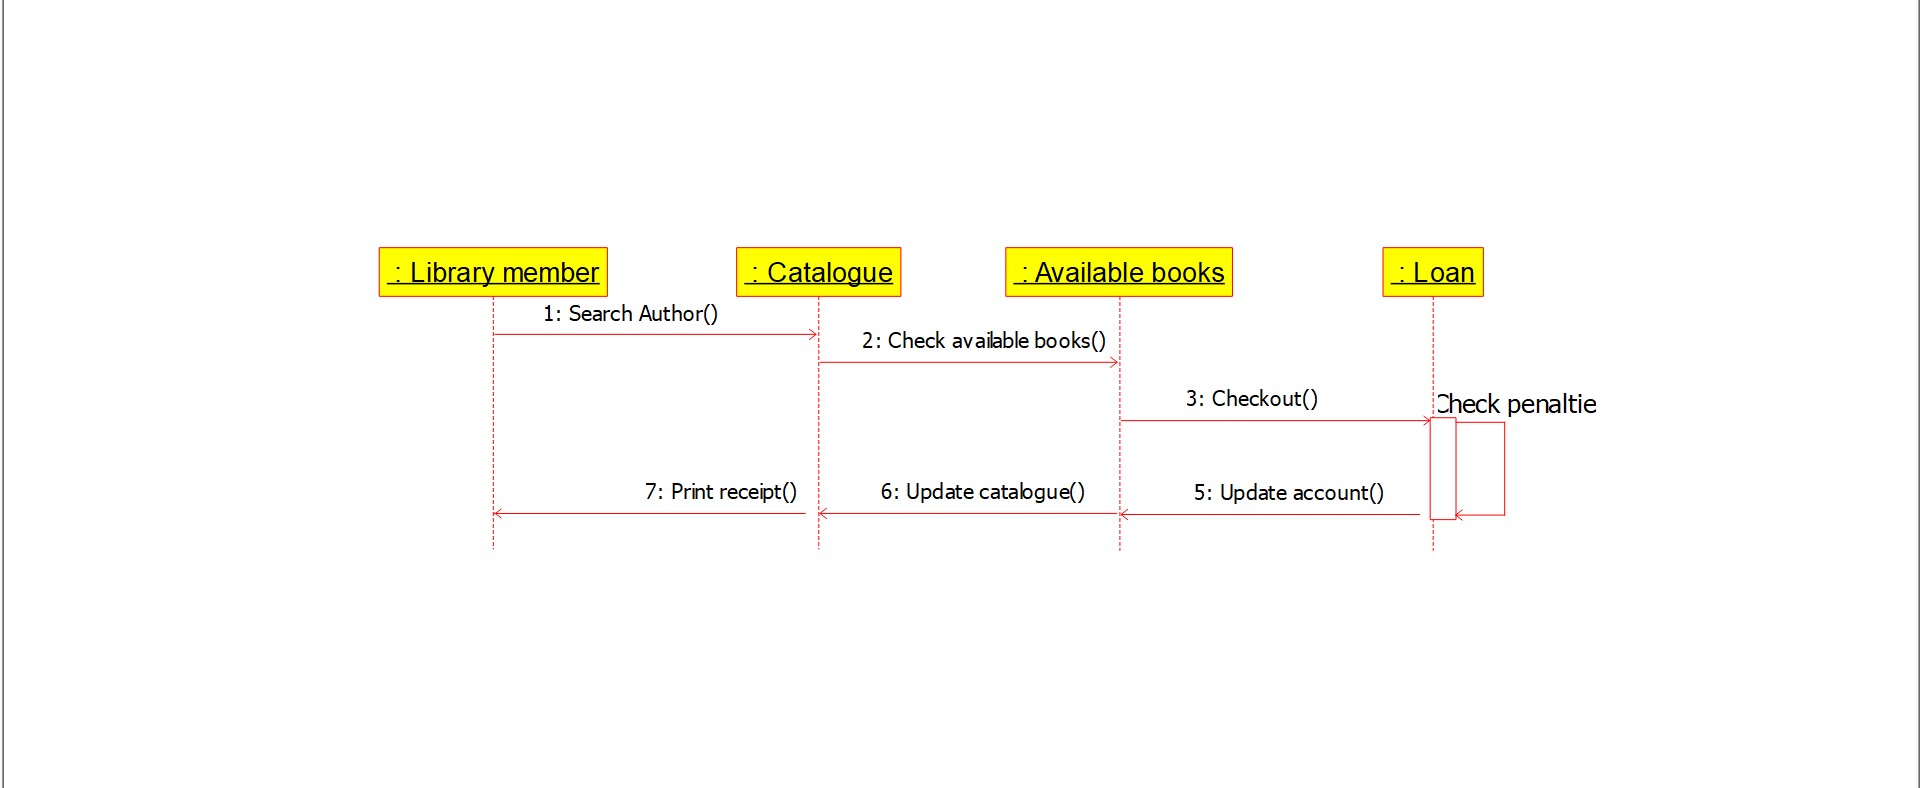 : Library member
: Catalogue
: Available books
: Loan
1: Search Author()
2: Check available books()
3: Checkout()
Check penaltie
7: Print receipt()
6: Update catalogue()
5: Update account()